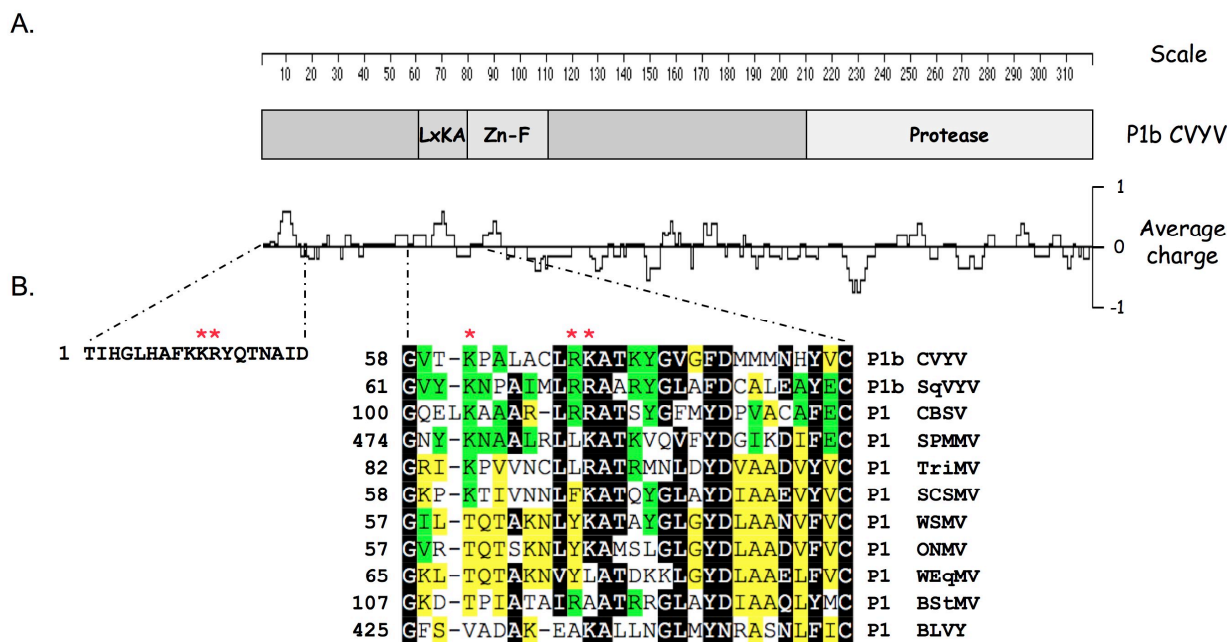 A.
10 20 30 40 50 60 70 80 90 100 110 120 130 140 150 160 170 180 190 200 210 220 230 240 250 260 270 280 290 300 310
Scale
LxKA Zn-F Protease P1b CVYV
1
0
-1
Average charge
B.
** * * *
1 TIHGLHAFKKRYQTNAID
58 GVT-KPALACLRKATKYGVGFDMMMNHYVC P1b CVYV
61 GVY-KNPAIMLRRAARYGLAFDCALEAYEC P1b SqVYV
100 GQELKAAAR-LRRATSYGFMYDPVACAFEC P1 CBSV
474 GNY-KNAALRLLKATKVQVFYDGIKDIFEC P1 SPMMV
82 GRI-KPVVNCLLRATRMNLDYDVAADVYVC P1 TriMV
58 GKP-KTIVNNLFKATQYGLAYDIAAEVYVC P1 SCSMV
57 GIL-TQTAKNLYKATAYGLGYDLAANVFVC P1 WSMV
57 GVR-TQTSKNLYKAMSLGLGYDLAADVFVC P1 ONMV
65 GKL-TQTAKNVYLATDKKLGYDLAAELFVC P1 WEqMV
107 GKD-TPIATAIRAATRRGLAYDIAAQLYMC P1 BStMV
425 GFS-VADAK-EAKALLNGLMYNRASNLFIC P1 BLVY